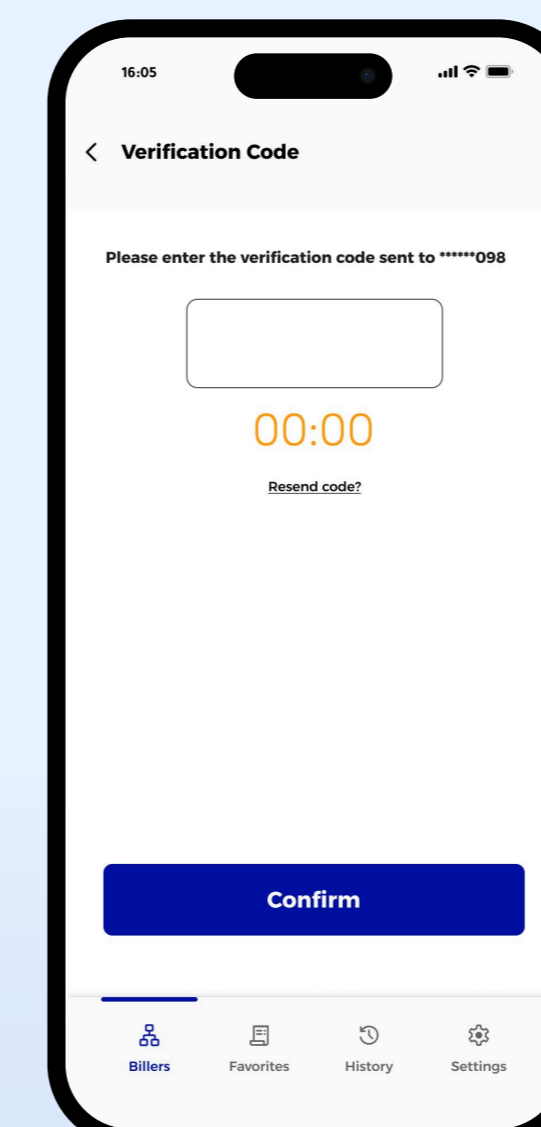 16:05
Verification Code
Please enter the verification code sent to ******098
00:00
Resend code?
Confirm
Billers Favorites History Settings